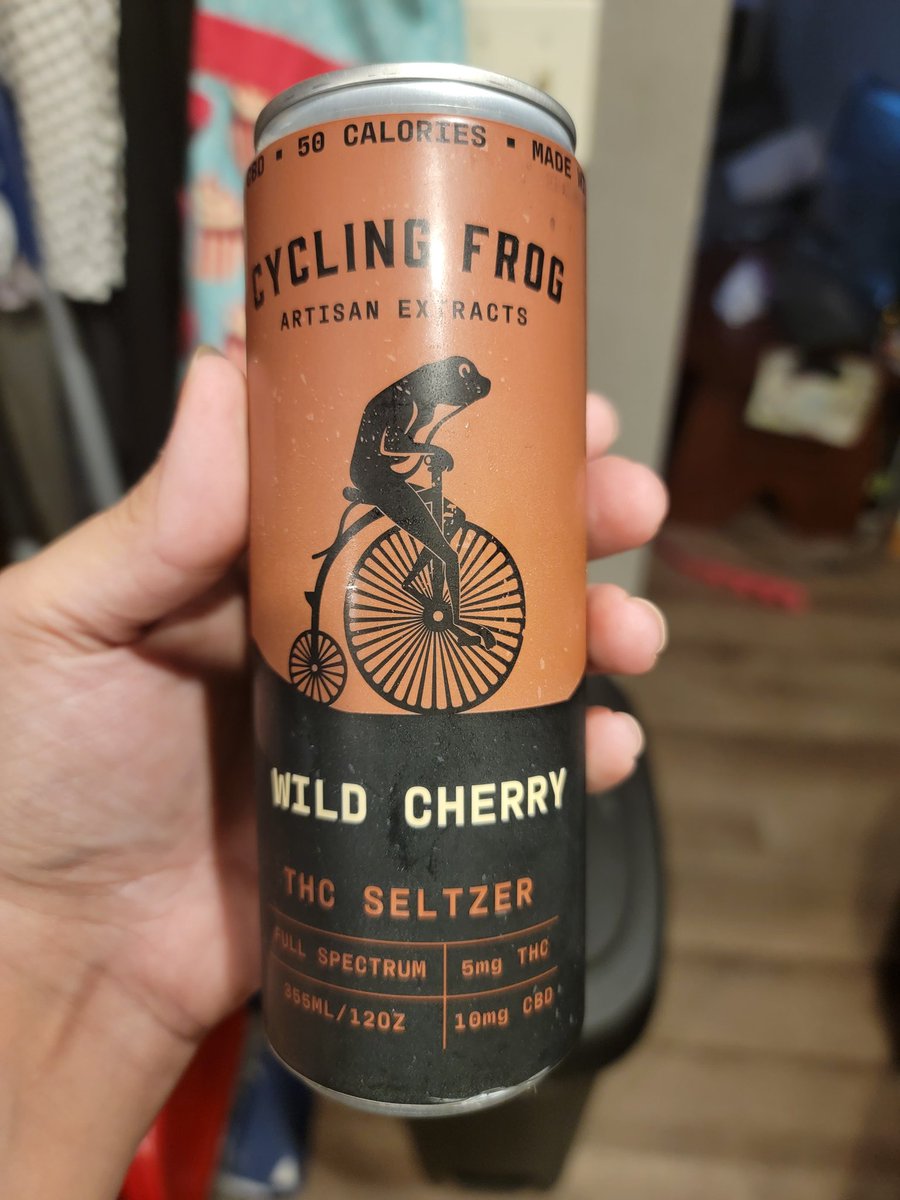 CBD ▪ 50 CALORIES ▪ MADE
CYCLING FROG
ARTISAN EXTRACTS
WILD CHERRY
THC SELTZER
FULL SPECTRUM 5mg THC
355ML/12OZ 10mg CBD